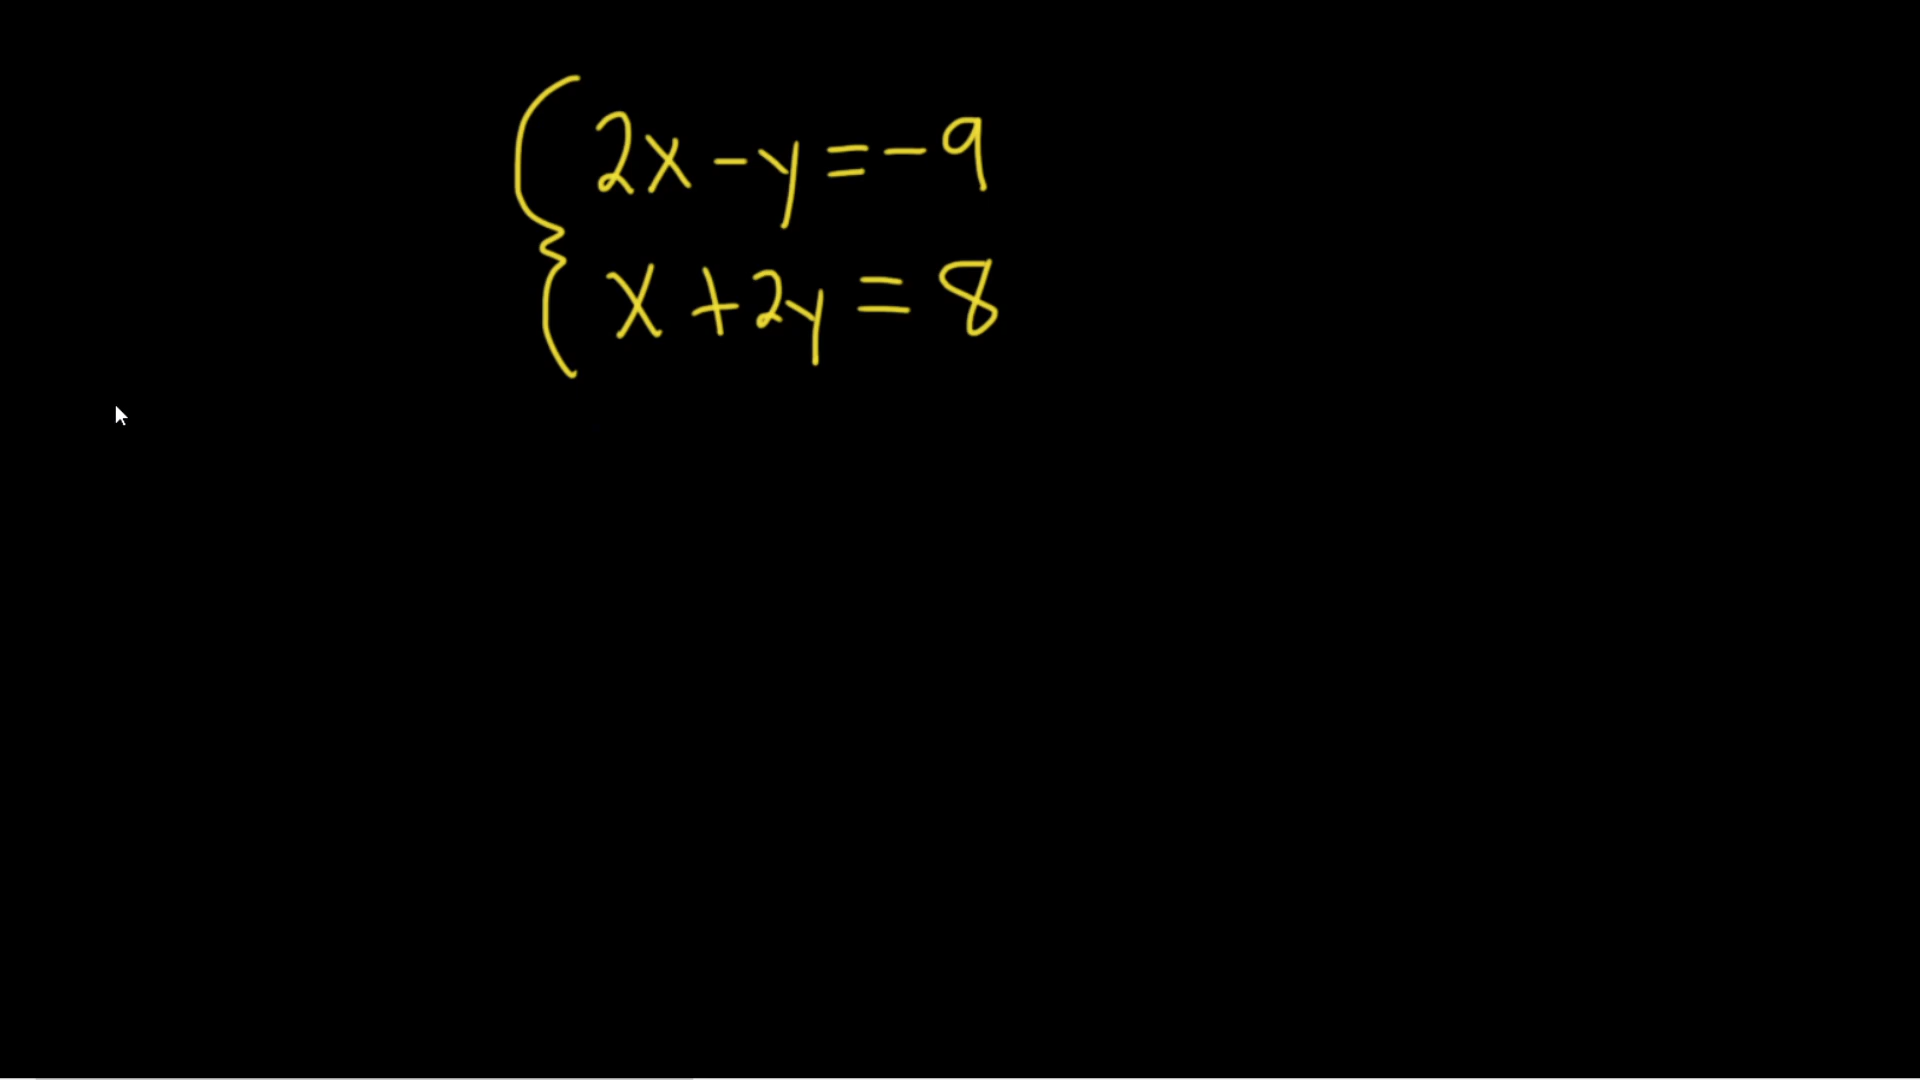 2x - y = -9
x + 2y = 8